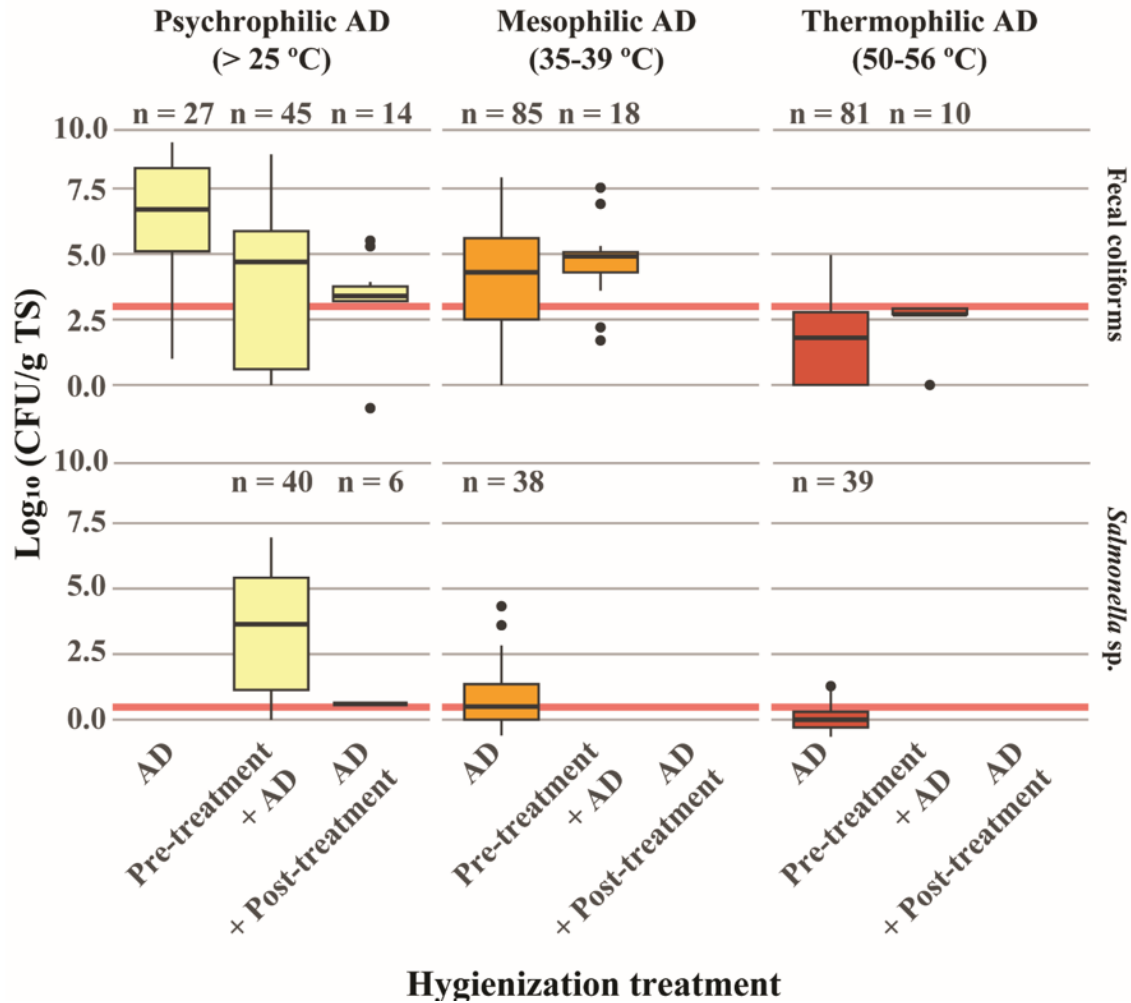 Psychrophilic AD
(> 25 ºC)
Mesophilic AD
(35-39 ºC)
Thermophilic AD
(50-56 ºC)
n = 27 n = 45 n = 14
n = 85 n = 18
n = 81 n = 10
10.0
7.5
5.0
2.5
0.0
Fecal coliforms
Log₁₀ (CFU/g TS)
n = 40 n = 6
n = 38
n = 39
10.0
7.5
5.0
2.5
0.0
Salmonella sp.
AD
Pre-treatment
+ AD
AD
+ Post-treatment
AD
Pre-treatment
+ AD
AD
+ Post-treatment
AD
Pre-treatment
+ AD
AD
+ Post-treatment
Hygienization treatment